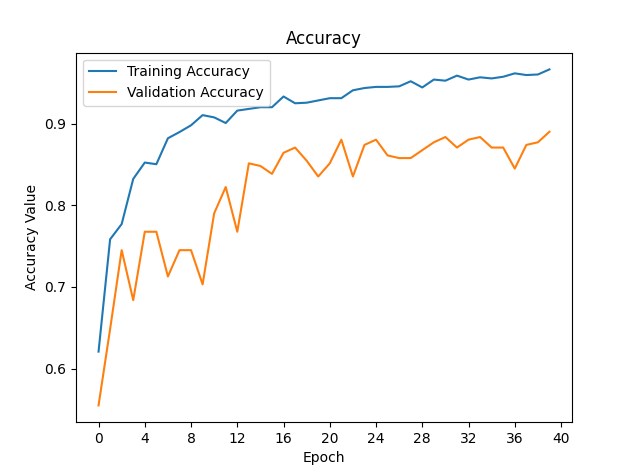 Accuracy
Training Accuracy
Validation Accuracy
0.9
0.8
0.7
0.6
Accuracy Value
0 4 8 12 16 20 24 28 32 36 40
Epoch